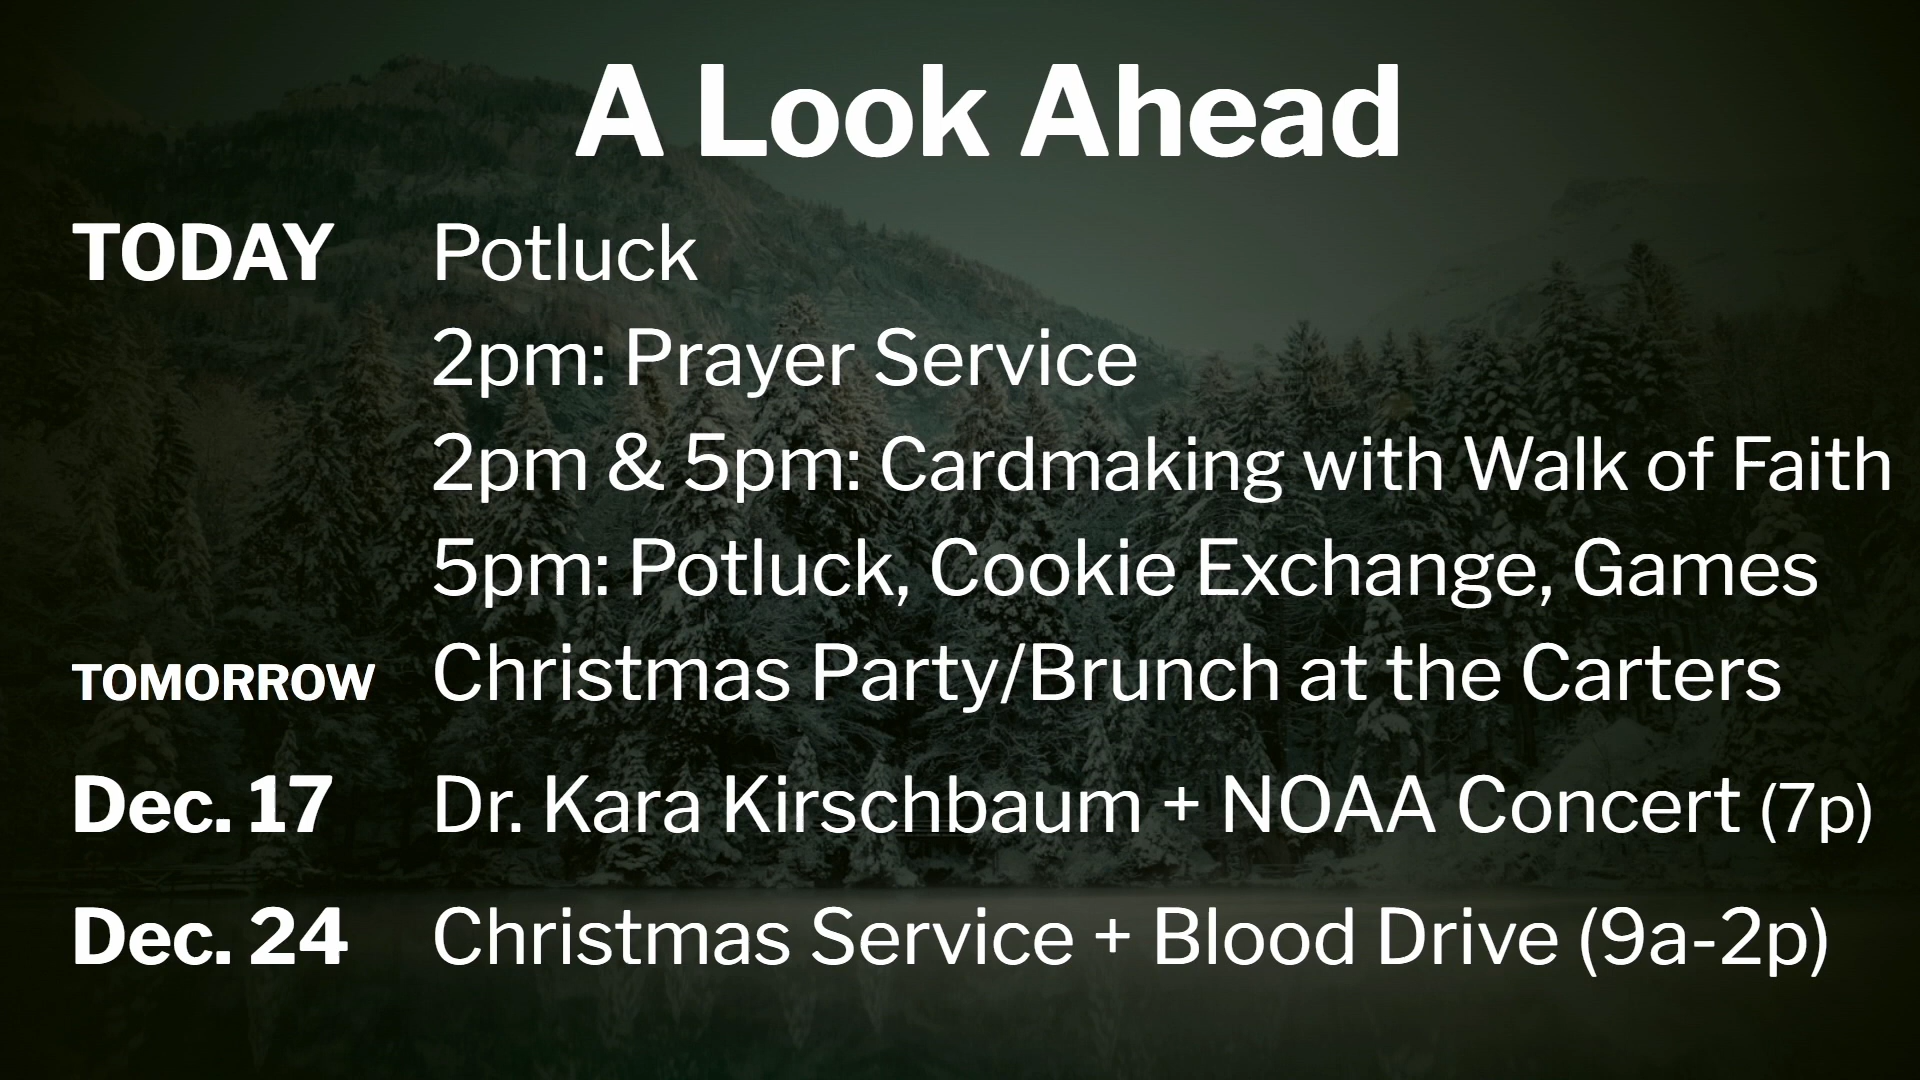 A Look Ahead
TODAY Potluck
2pm: Prayer Service
2pm & 5pm: Cardmaking with Walk of Faith
5pm: Potluck, Cookie Exchange, Games
TOMORROW Christmas Party/Brunch at the Carters
Dec. 17 Dr. Kara Kirschbaum + NOAA Concert (7p)
Dec. 24 Christmas Service + Blood Drive (9a-2p)